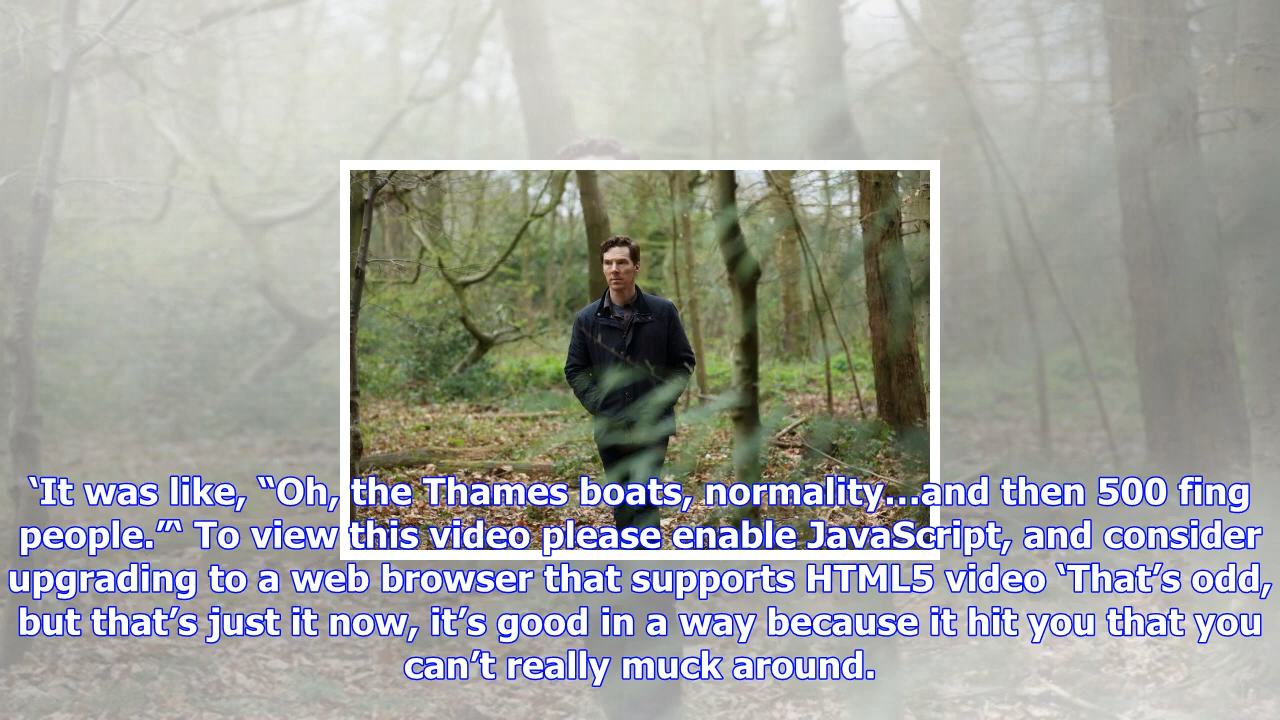 ‘It was like, “Oh, the Thames boats, normality…and then 500 fing
people.”‘ To view this video please enable JavaScript, and consider
upgrading to a web browser that supports HTML5 video ‘That’s odd,
but that’s just it now, it’s good in a way because it hit you that you
can’t really muck around.